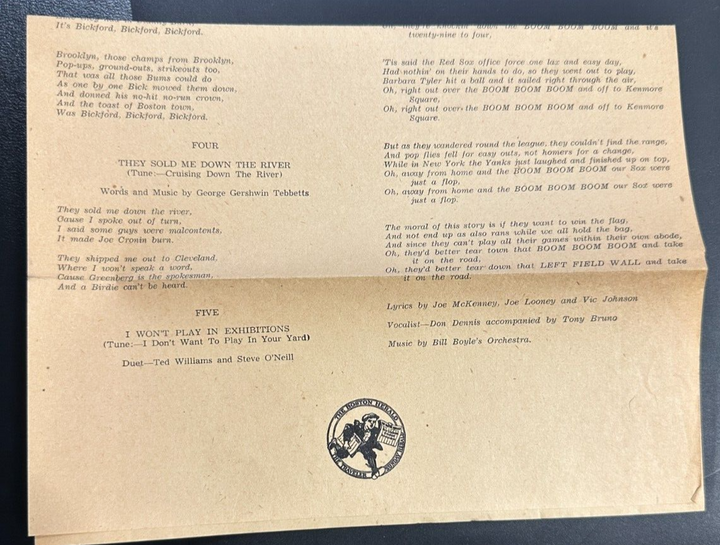 It's Bickford, Bickford, Bickford.
Brooklyn, those champs from Brooklyn,
Pop-ups, ground-outs, strikeouts too,
That was all those Bums could do
As one by one Bick mowed them down,
And donned his no-hit no-run crown,
And the toast of Boston town,
Was Bickford, Bickford, Bickford.
FOUR
THEY SOLD ME DOWN THE RIVER
(Tune:—Cruising Down The River)
Words and Music by George Gershwin Tebbetts
They sold me down the river,
Cause I spoke out of turn,
I said some guys were malcontents,
It made Joe Cronin burn.
They shipped me out to Cleveland,
Where I won't speak a word,
Cause Greenberg is the spokesman,
And a Birdie can't be heard.
FIVE
I WON'T PLAY IN EXHIBITIONS
(Tune:—I Don't Want To Play In Your Yard)
Duet—Ted Williams and Steve O'Neill
Oh, they're knockin' down the BOOM BOOM BOOM and it's
twenty-nine to four.
'Tis said the Red Sox office force one laz and easy day,
Had nothin' on their hands to do, so they went out to play,
Barbara Tyler hit a ball and it sailed right through the air,
Oh, right out over the BOOM BOOM BOOM and off to Kenmore
Square,
Oh, right out over the BOOM BOOM BOOM and off to Kenmore
Square.
But as they wandered round the league, they couldn't find the range,
And pop flies fell for easy outs, not homers for a change,
While in New York the Yanks just laughed and finished up on top,
Oh, away from home and the BOOM BOOM BOOM our Sox were
just a flop,
Oh, away from home and the BOOM BOOM BOOM our Sox were
just a flop.
The moral of this story is if they want to win the flag,
And not end up as also rans while we all hold the bag,
And since they can't play all their games within their own abode,
Oh, they'd better tear town that BOOM BOOM BOOM and take
it on the road,
Oh, they'd better tear down that LEFT FIELD WALL and take
it on the road.
Lyrics by Joe McKenney, Joe Looney and Vic Johnson
Vocalist—Don Dennis accompanied by Tony Bruno
Music by Bill Boyle's Orchestra.
THE BOSTON HERALD
THE TRAVELER
SUNDAY HERALD